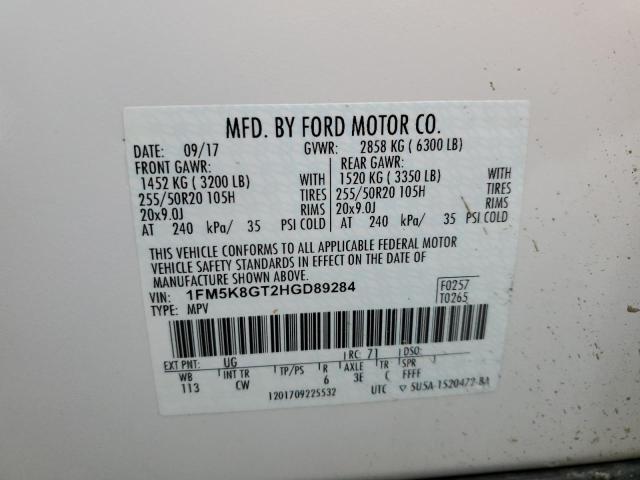 MFD. BY FORD MOTOR CO.
DATE: 09/17 GVWR: 2858 KG ( 6300 LB)
FRONT GAWR: REAR GAWR:
1452 KG ( 3200 LB) WITH 1520 KG ( 3350 LB) WITH
255/50R20 105H TIRES 255/50R20 105H TIRES
20x9.0J RIMS 20x9.0J RIMS
AT 240 kPa/ 35 PSI COLD AT 240 kPa/ 35 PSI COLD
THIS VEHICLE CONFORMS TO ALL APPLICABLE FEDERAL MOTOR
VEHICLE SAFETY STANDARDS IN EFFECT ON THE DATE OF
MANUFACTURE SHOWN ABOVE.
VIN: 1FM5K8GT2HGD89284 F0257
TYPE: MPV T0265
EXT PNT: UG RC: 71 DSO:
WB INT TR TP/PS R AXLE TR SPR
113 CW 6 3E C FFFF
1201709225532 UTC ▽ 5U5A-1520472-BA